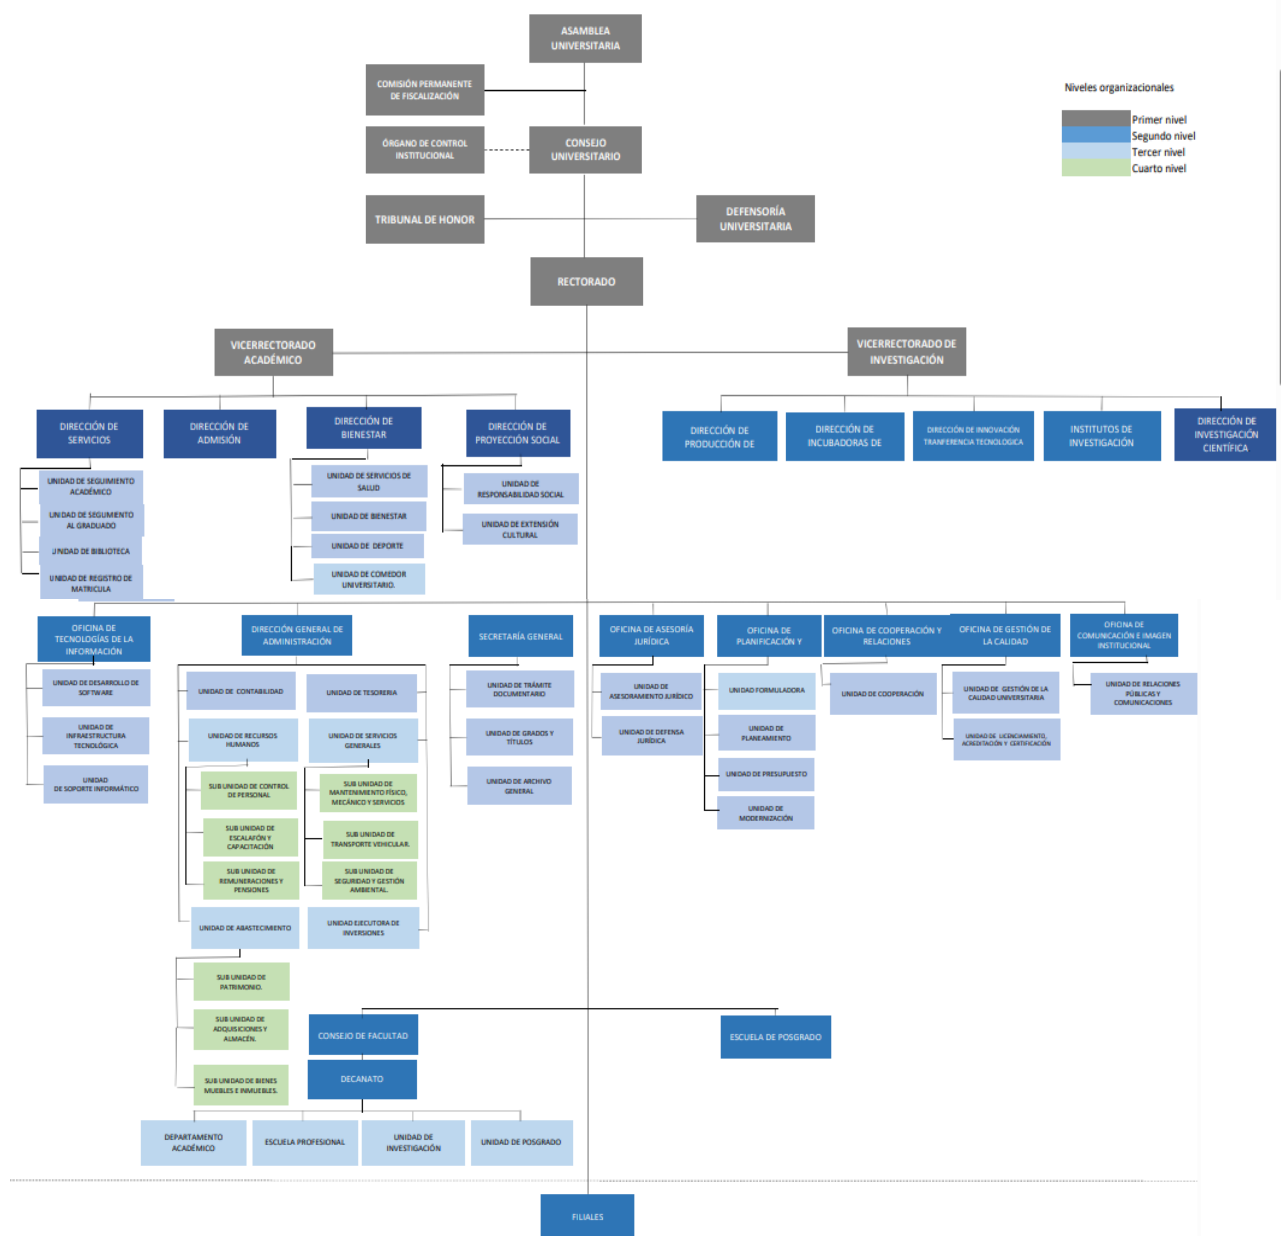 ASAMBLEA
UNIVERSITARIA
COMISIÓN PERMANENTE
DE FISCALIZACIÓN
Niveles organizacionales
Primer nivel
Segundo nivel
Tercer nivel
Cuarto nivel
ÓRGANO DE CONTROL
INSTITUCIONAL
CONSEJO
UNIVERSITARIO
TRIBUNAL DE HONOR
DEFENSORÍA
UNIVERSITARIA
RECTORADO
VICERRECTORADO
ACADÉMICO
VICERRECTORADO DE
INVESTIGACIÓN
DIRECCIÓN DE
SERVICIOS
DIRECCIÓN DE
ADMISIÓN
DIRECCIÓN DE
BIENESTAR
DIRECCIÓN DE
PROYECCIÓN SOCIAL
DIRECCIÓN DE
PRODUCCIÓN DE
DIRECCIÓN DE
INCUBADORAS DE
DIRECCIÓN DE INNOVACIÓN
TRANFERENCIA TECNOLOGICA
INSTITUTOS DE
INVESTIGACIÓN
DIRECCIÓN DE
INVESTIGACIÓN
CIENTÍFICA
UNIDAD DE SEGUIMIENTO
ACADÉMICO
UNIDAD DE SEGUMIENTO
AL GRADUADO
UNIDAD DE BIBLIOTECA
UNIDAD DE REGISTRO DE
MATRICULA
UNIDAD DE SERVICIOS DE
SALUD
UNIDAD DE BIENESTAR
UNIDAD DE DEPORTE
UNIDAD DE COMEDOR
UNIVERSITARIO.
UNIDAD DE
RESPONSABILIDAD SOCIAL
UNIDAD DE EXTENSIÓN
CULTURAL
OFICINA DE
TECNOLOGÍAS DE LA
INFORMACIÓN
DIRECCIÓN GENERAL DE
ADMINISTRACIÓN
SECRETARÍA GENERAL
OFICINA DE ASESORÍA
JURÍDICA
OFICINA DE
PLANIFICACIÓN Y
OFICINA DE COOPERACIÓN Y
RELACIONES
OFICINA DE GESTIÓN DE
LA CALIDAD
OFICINA DE
COMUNICACIÓN E IMAGEN
INSTITUCIONAL
UNIDAD DE DESARROLLO DE
SOFTWARE
UNIDAD DE
INFRAESTRUCTURA
TECNOLÓGICA
UNIDAD
DE SOPORTE INFORMÁTICO
UNIDAD DE CONTABILIDAD
UNIDAD DE TESORERIA
UNIDAD DE RECURSOS
HUMANOS
UNIDAD DE SERVICIOS
GENERALES
SUB UNIDAD DE CONTROL
DE PERSONAL
SUB UNIDAD DE
ESCALAFÓN Y
CAPACITACIÓN
SUB UNIDAD DE
REMUNERACIONES Y
PENSIONES
SUB UNIDAD DE
MANTENIMIENTO FÍSICO,
MECÁNICO Y SERVICIOS
SUB UNIDAD DE
TRANSPORTE VEHICULAR.
SUB UNIDAD DE
SEGURIDAD Y GESTIÓN
AMBIENTAL.
UNIDAD DE ABASTECIMIENTO
UNIDAD EJECUTORA DE
INVERSIONES
SUB UNIDAD DE
PATRIMONIO.
SUB UNIDAD DE
ADQUISICIONES Y
ALMACÉN.
SUB UNIDAD DE BIENES
MUEBLES E INMUEBLES.
UNIDAD DE TRÁMITE
DOCUMENTARIO
UNIDAD DE GRADOS Y
TÍTULOS
UNIDAD DE ARCHIVO
GENERAL
UNIDAD DE
ASESORAMIENTO JURÍDICO
UNIDAD DE DEFENSA
JURÍDICA
UNIDAD FORMULADORA
UNIDAD DE
PLANEAMIENTO
UNIDAD DE PRESUPUESTO
UNIDAD DE
MODERNIZACIÓN
UNIDAD DE COOPERACIÓN
UNIDAD DE GESTIÓN DE LA
CALIDAD UNIVERSITARIA
UNIDAD DE LICENCIAMIENTO,
ACREDITACIÓN Y CERTIFICACIÓN
UNIDAD DE RELACIONES
PÚBLICAS Y
COMUNICACIONES
CONSEJO DE FACULTAD
ESCUELA DE POSGRADO
DECANATO
DEPARTAMENTO
ACADÉMICO
ESCUELA PROFESIONAL
UNIDAD DE
INVESTIGACIÓN
UNIDAD DE POSGRADO
FILIALES